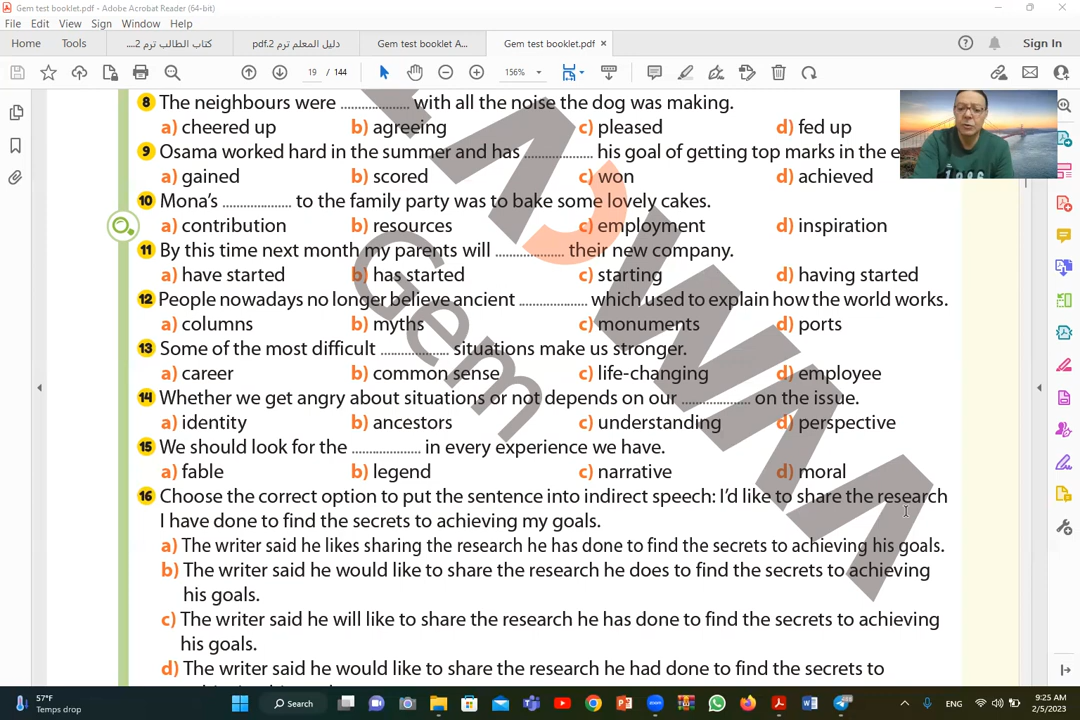 Gem test booklet.pdf - Adobe Acrobat Reader (64-bit)
File Edit View Sign Window Help
Home Tools كتاب الطالب ترم 2.... دليل المعلم ترم 2.pdf Gem test booklet A... Gem test booklet.pdf × Sign In
19 / 144 156%
8 The neighbours were .................. with all the noise the dog was making.
a) cheered up b) agreeing c) pleased d) fed up
9 Osama worked hard in the summer and has .................. his goal of getting top marks in the e
a) gained b) scored c) won d) achieved
10 Mona's .................. to the family party was to bake some lovely cakes.
a) contribution b) resources c) employment d) inspiration
11 By this time next month my parents will .................. their new company.
a) have started b) has started c) starting d) having started
12 People nowadays no longer believe ancient .................. which used to explain how the world works.
a) columns b) myths c) monuments d) ports
13 Some of the most difficult .................. situations make us stronger.
a) career b) common sense c) life-changing d) employee
14 Whether we get angry about situations or not depends on our .................. on the issue.
a) identity b) ancestors c) understanding d) perspective
15 We should look for the .................. in every experience we have.
a) fable b) legend c) narrative d) moral
16 Choose the correct option to put the sentence into indirect speech: I'd like to share the research
I have done to find the secrets to achieving my goals.
a) The writer said he likes sharing the research he has done to find the secrets to achieving his goals.
b) The writer said he would like to share the research he does to find the secrets to achieving
his goals.
c) The writer said he will like to share the research he has done to find the secrets to achieving
his goals.
d) The writer said he would like to share the research he had done to find the secrets to
Gem
57°F
Temps drop
Search
ENG
9:25 AM
2/5/2023